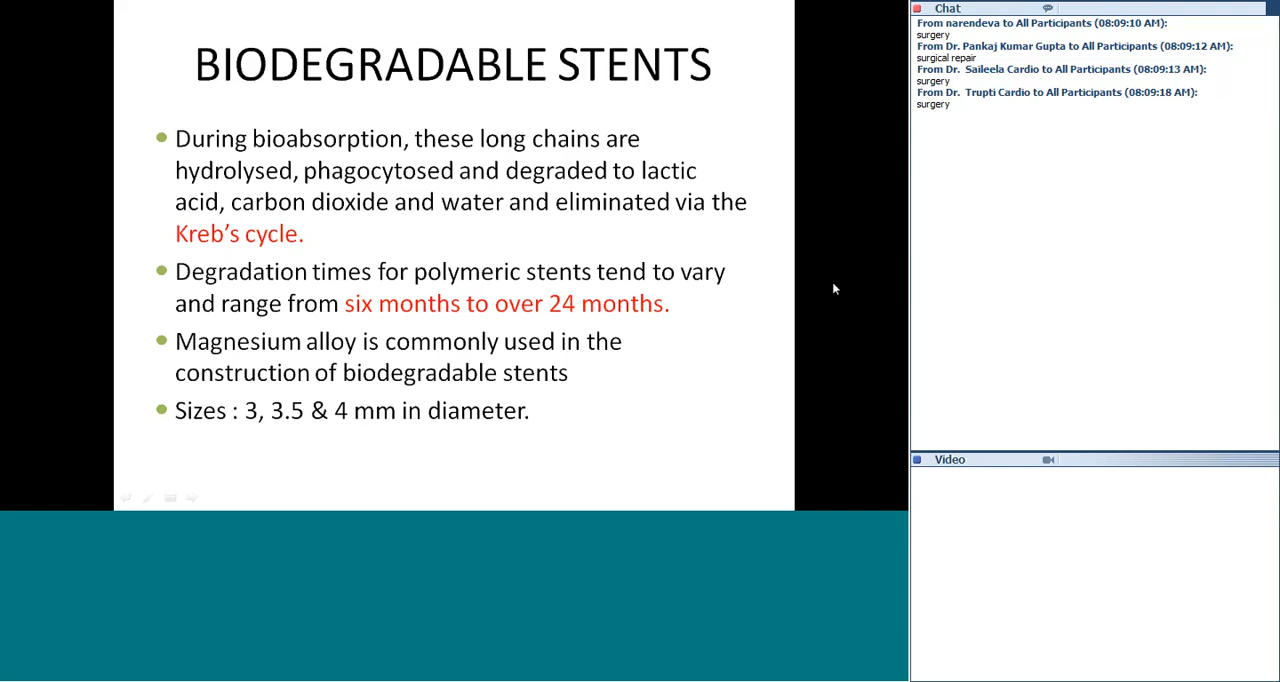 BIODEGRADABLE STENTS
During bioabsorption, these long chains are
hydrolysed, phagocytosed and degraded to lactic
acid, carbon dioxide and water and eliminated via the
Kreb’s cycle.
Degradation times for polymeric stents tend to vary
and range from six months to over 24 months.
Magnesium alloy is commonly used in the
construction of biodegradable stents
Sizes : 3, 3.5 & 4 mm in diameter.
Chat
From narendeva to All Participants (08:09:10 AM):
surgery
From Dr. Pankaj Kumar Gupta to All Participants (08:09:12 AM):
surgical repair
From Dr. Saileela Cardio to All Participants (08:09:13 AM):
surgery
From Dr. Trupti Cardio to All Participants (08:09:18 AM):
surgery
Video